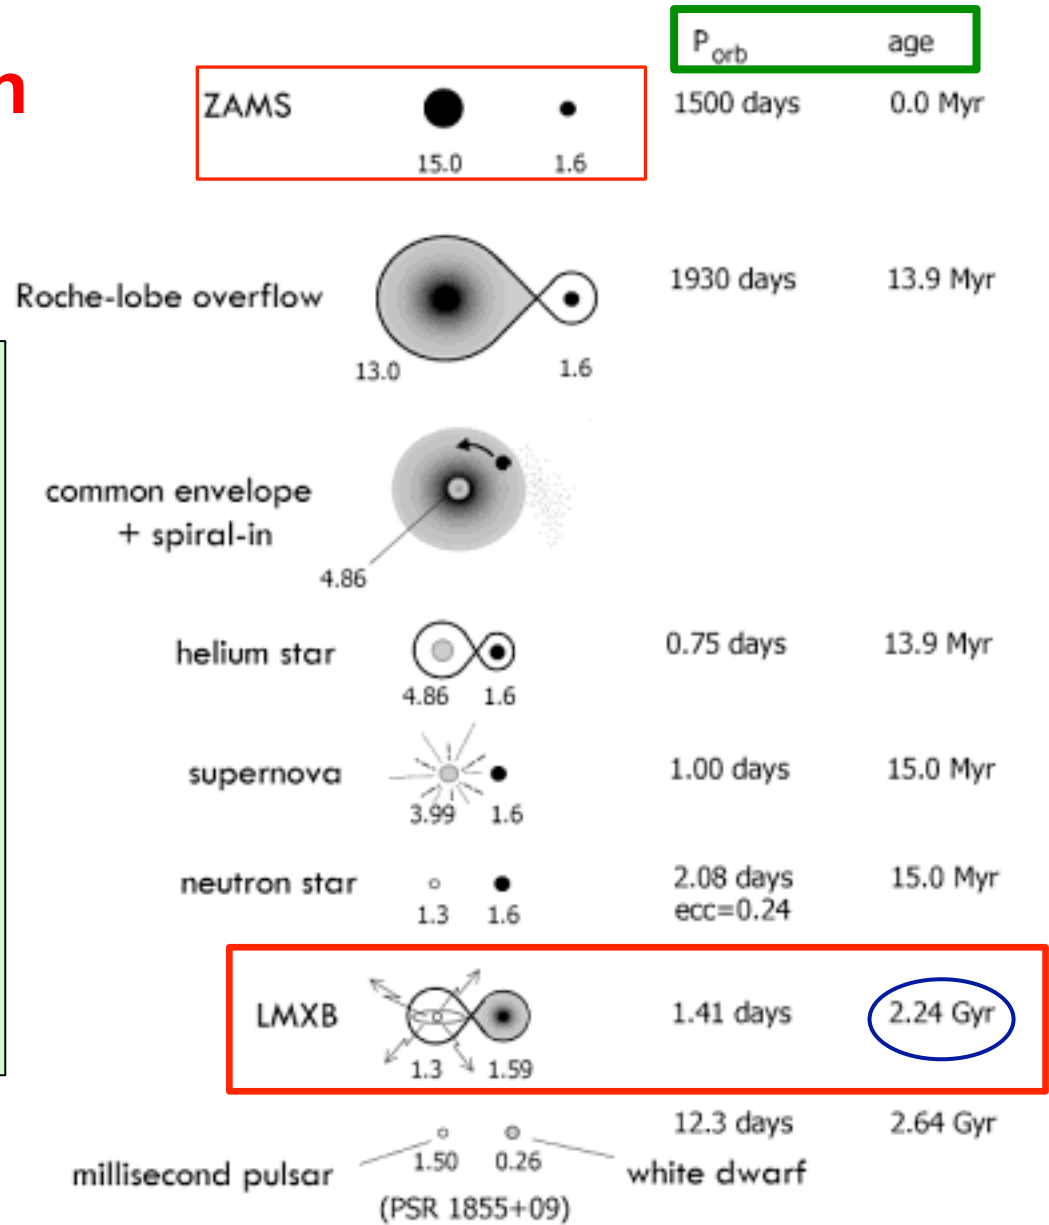 n
P_orb age
ZAMS 1500 days 0.0 Myr
15.0 1.6
Roche-lobe overflow 1930 days 13.9 Myr
13.0 1.6
common envelope
+ spiral-in
4.86
helium star 0.75 days 13.9 Myr
4.86 1.6
supernova 1.00 days 15.0 Myr
3.99 1.6
neutron star 2.08 days 15.0 Myr
1.3 1.6 ecc=0.24
LMXB 1.41 days 2.24 Gyr
1.3 1.59
12.3 days 2.64 Gyr
millisecond pulsar 1.50 0.26 white dwarf
(PSR 1855+09)